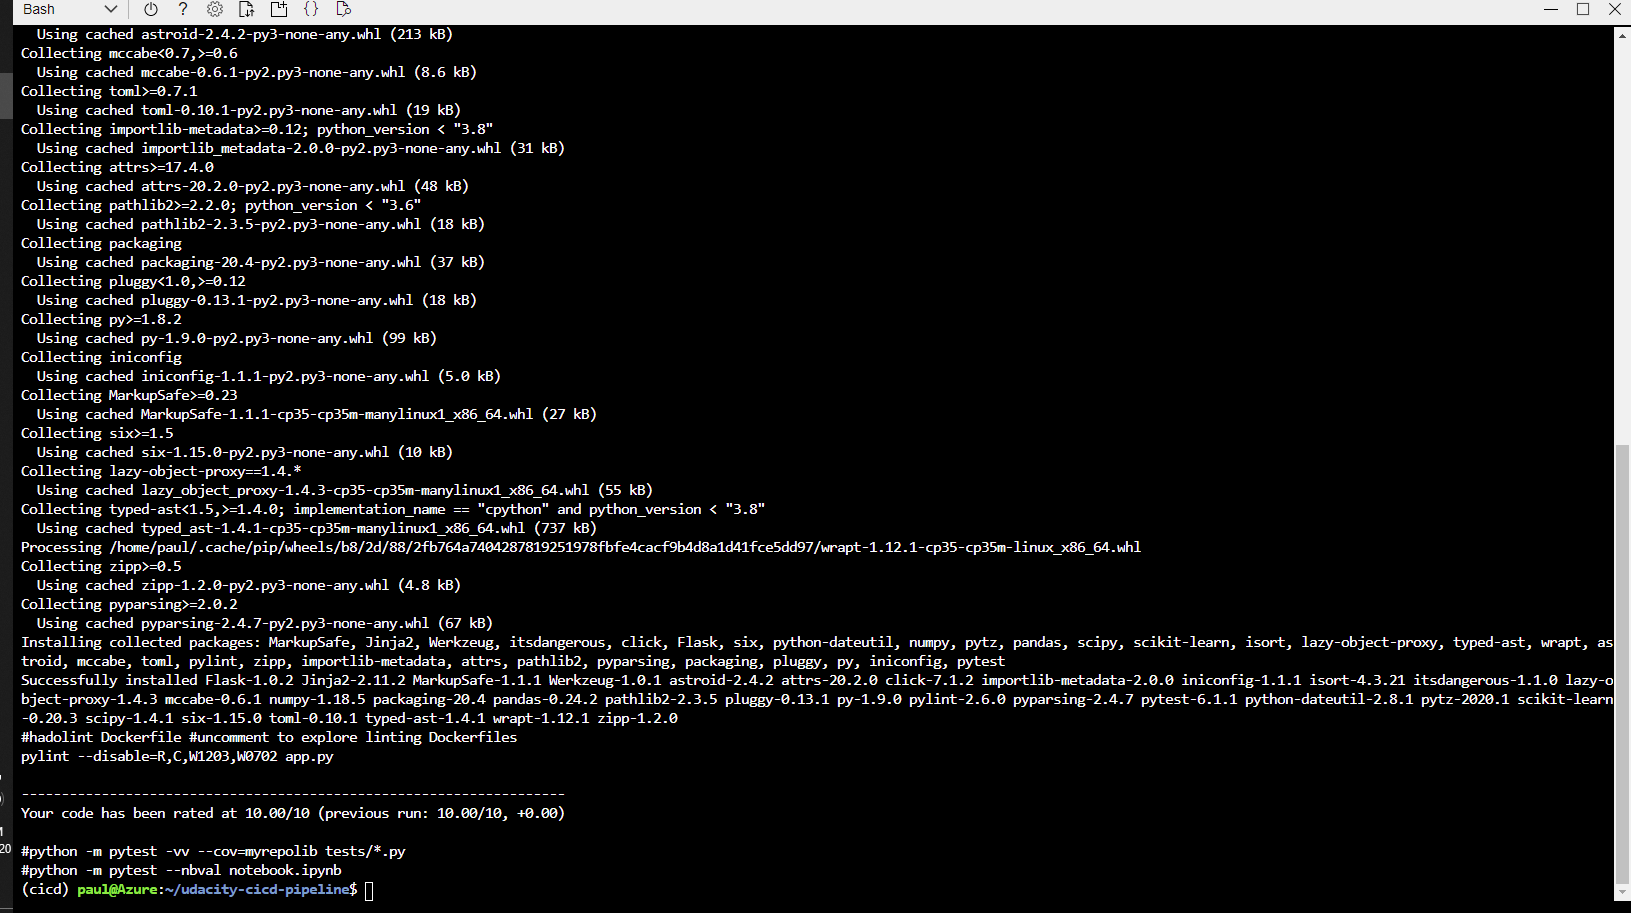 Bash
Using cached astroid-2.4.2-py3-none-any.whl (213 kB)
Collecting mccabe<0.7,>=0.6
Using cached mccabe-0.6.1-py2.py3-none-any.whl (8.6 kB)
Collecting toml>=0.7.1
Using cached toml-0.10.1-py2.py3-none-any.whl (19 kB)
Collecting importlib-metadata>=0.12; python_version < "3.8"
Using cached importlib_metadata-2.0.0-py2.py3-none-any.whl (31 kB)
Collecting attrs>=17.4.0
Using cached attrs-20.2.0-py2.py3-none-any.whl (48 kB)
Collecting pathlib2>=2.2.0; python_version < "3.6"
Using cached pathlib2-2.3.5-py2.py3-none-any.whl (18 kB)
Collecting packaging
Using cached packaging-20.4-py2.py3-none-any.whl (37 kB)
Collecting pluggy<1.0,>=0.12
Using cached pluggy-0.13.1-py2.py3-none-any.whl (18 kB)
Collecting py>=1.8.2
Using cached py-1.9.0-py2.py3-none-any.whl (99 kB)
Collecting iniconfig
Using cached iniconfig-1.1.1-py2.py3-none-any.whl (5.0 kB)
Collecting MarkupSafe>=0.23
Using cached MarkupSafe-1.1.1-cp35-cp35m-manylinux1_x86_64.whl (27 kB)
Collecting six>=1.5
Using cached six-1.15.0-py2.py3-none-any.whl (10 kB)
Collecting lazy-object-proxy==1.4.*
Using cached lazy_object_proxy-1.4.3-cp35-cp35m-manylinux1_x86_64.whl (55 kB)
Collecting typed-ast<1.5,>=1.4.0; implementation_name == "cpython" and python_version < "3.8"
Using cached typed_ast-1.4.1-cp35-cp35m-manylinux1_x86_64.whl (737 kB)
Processing /home/paul/.cache/pip/wheels/b8/2d/88/2fb764a7404287819251978fbfe4cacf9b4d8a1d41fce5dd97/wrapt-1.12.1-cp35-cp35m-linux_x86_64.whl
Collecting zipp>=0.5
Using cached zipp-1.2.0-py2.py3-none-any.whl (4.8 kB)
Collecting pyparsing>=2.0.2
Using cached pyparsing-2.4.7-py2.py3-none-any.whl (67 kB)
Installing collected packages: MarkupSafe, Jinja2, Werkzeug, itsdangerous, click, Flask, six, python-dateutil, numpy, pytz, pandas, scipy, scikit-learn, isort, lazy-object-proxy, typed-ast, wrapt, as
troid, mccabe, toml, pylint, zipp, importlib-metadata, attrs, pathlib2, pyparsing, packaging, pluggy, py, iniconfig, pytest
Successfully installed Flask-1.0.2 Jinja2-2.11.2 MarkupSafe-1.1.1 Werkzeug-1.0.1 astroid-2.4.2 attrs-20.2.0 click-7.1.2 importlib-metadata-2.0.0 iniconfig-1.1.1 isort-4.3.21 itsdangerous-1.1.0 lazy-o
bject-proxy-1.4.3 mccabe-0.6.1 numpy-1.18.5 packaging-20.4 pandas-0.24.2 pathlib2-2.3.5 pluggy-0.13.1 py-1.9.0 pylint-2.6.0 pyparsing-2.4.7 pytest-6.1.1 python-dateutil-2.8.1 pytz-2020.1 scikit-learn
-0.20.3 scipy-1.4.1 six-1.15.0 toml-0.10.1 typed-ast-1.4.1 wrapt-1.12.1 zipp-1.2.0
#hadolint Dockerfile #uncomment to explore linting Dockerfiles
pylint --disable=R,C,W1203,W0702 app.py
--------------------------------------------------------------------
Your code has been rated at 10.00/10 (previous run: 10.00/10, +0.00)
#python -m pytest -vv --cov=myrepolib tests/*.py
#python -m pytest --nbval notebook.ipynb
(cicd) paul@Azure:~/udacity-cicd-pipeline$